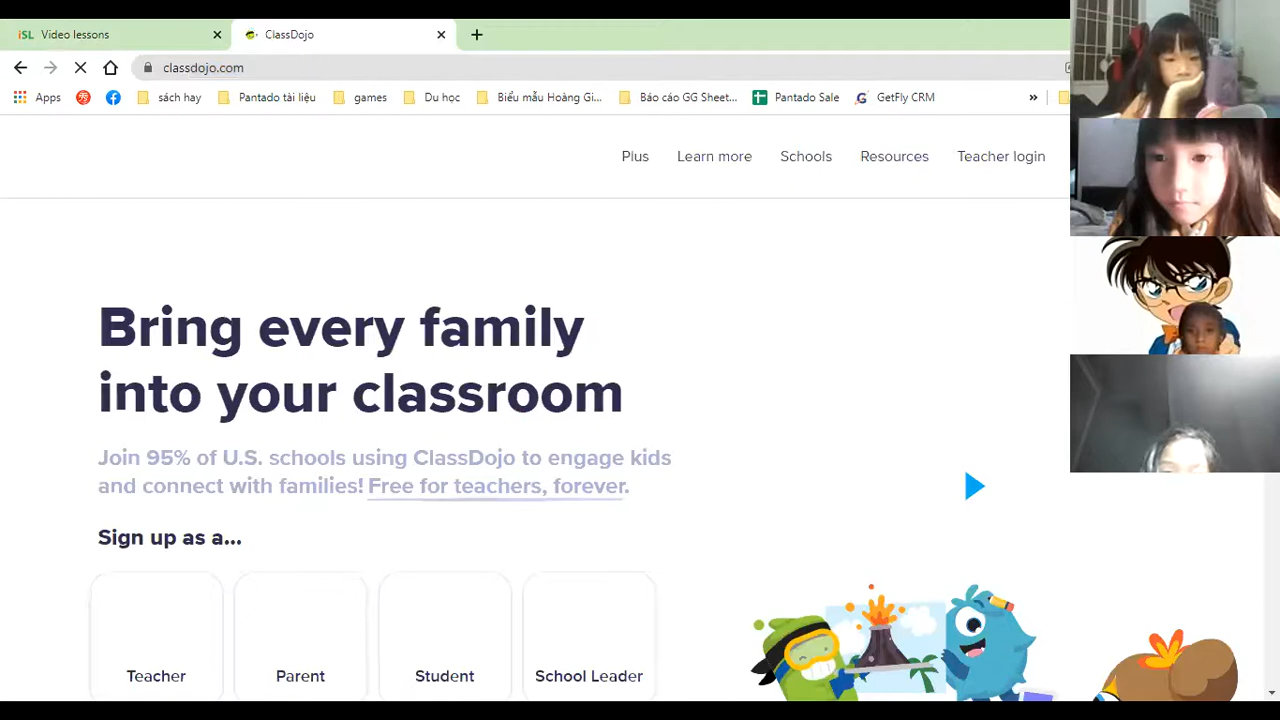 iSL Video lessons
ClassDojo
classdojo.com
Apps
sách hay
Pantado tài liệu
games
Du học
Biểu mẫu Hoàng Gi...
Báo cáo GG Sheet...
Pantado Sale
GetFly CRM
»
Plus
Learn more
Schools
Resources
Teacher login
Bring every family
into your classroom
Join 95% of U.S. schools using ClassDojo to engage kids
and connect with families! Free for teachers, forever.
Sign up as a...
Teacher
Parent
Student
School Leader